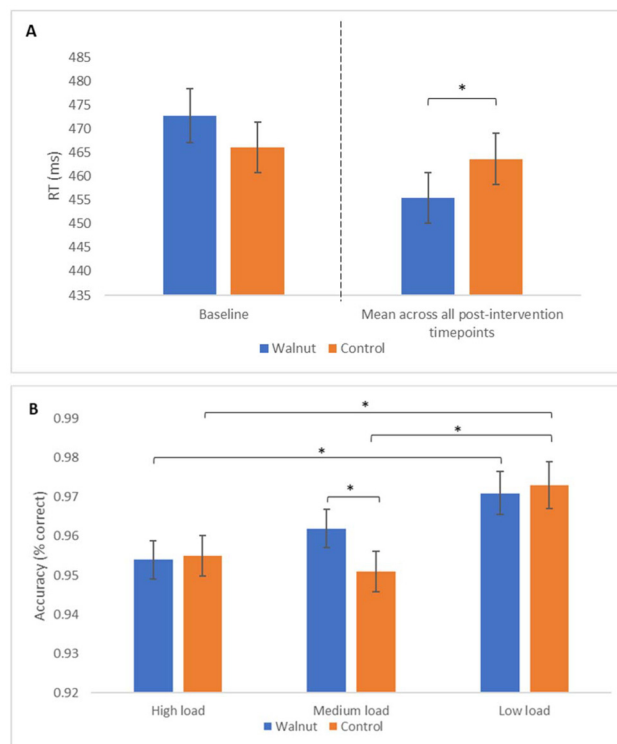 A
485
480
475
470
465
460
455
450
445
440
435
RT (ms)
*
Baseline
Mean across all post-intervention
timepoints
Walnut Control
B
0.99
0.98
0.97
0.96
0.95
0.94
0.93
0.92
Accuracy (% correct)
*
*
*
*
High load Medium load Low load
Walnut Control